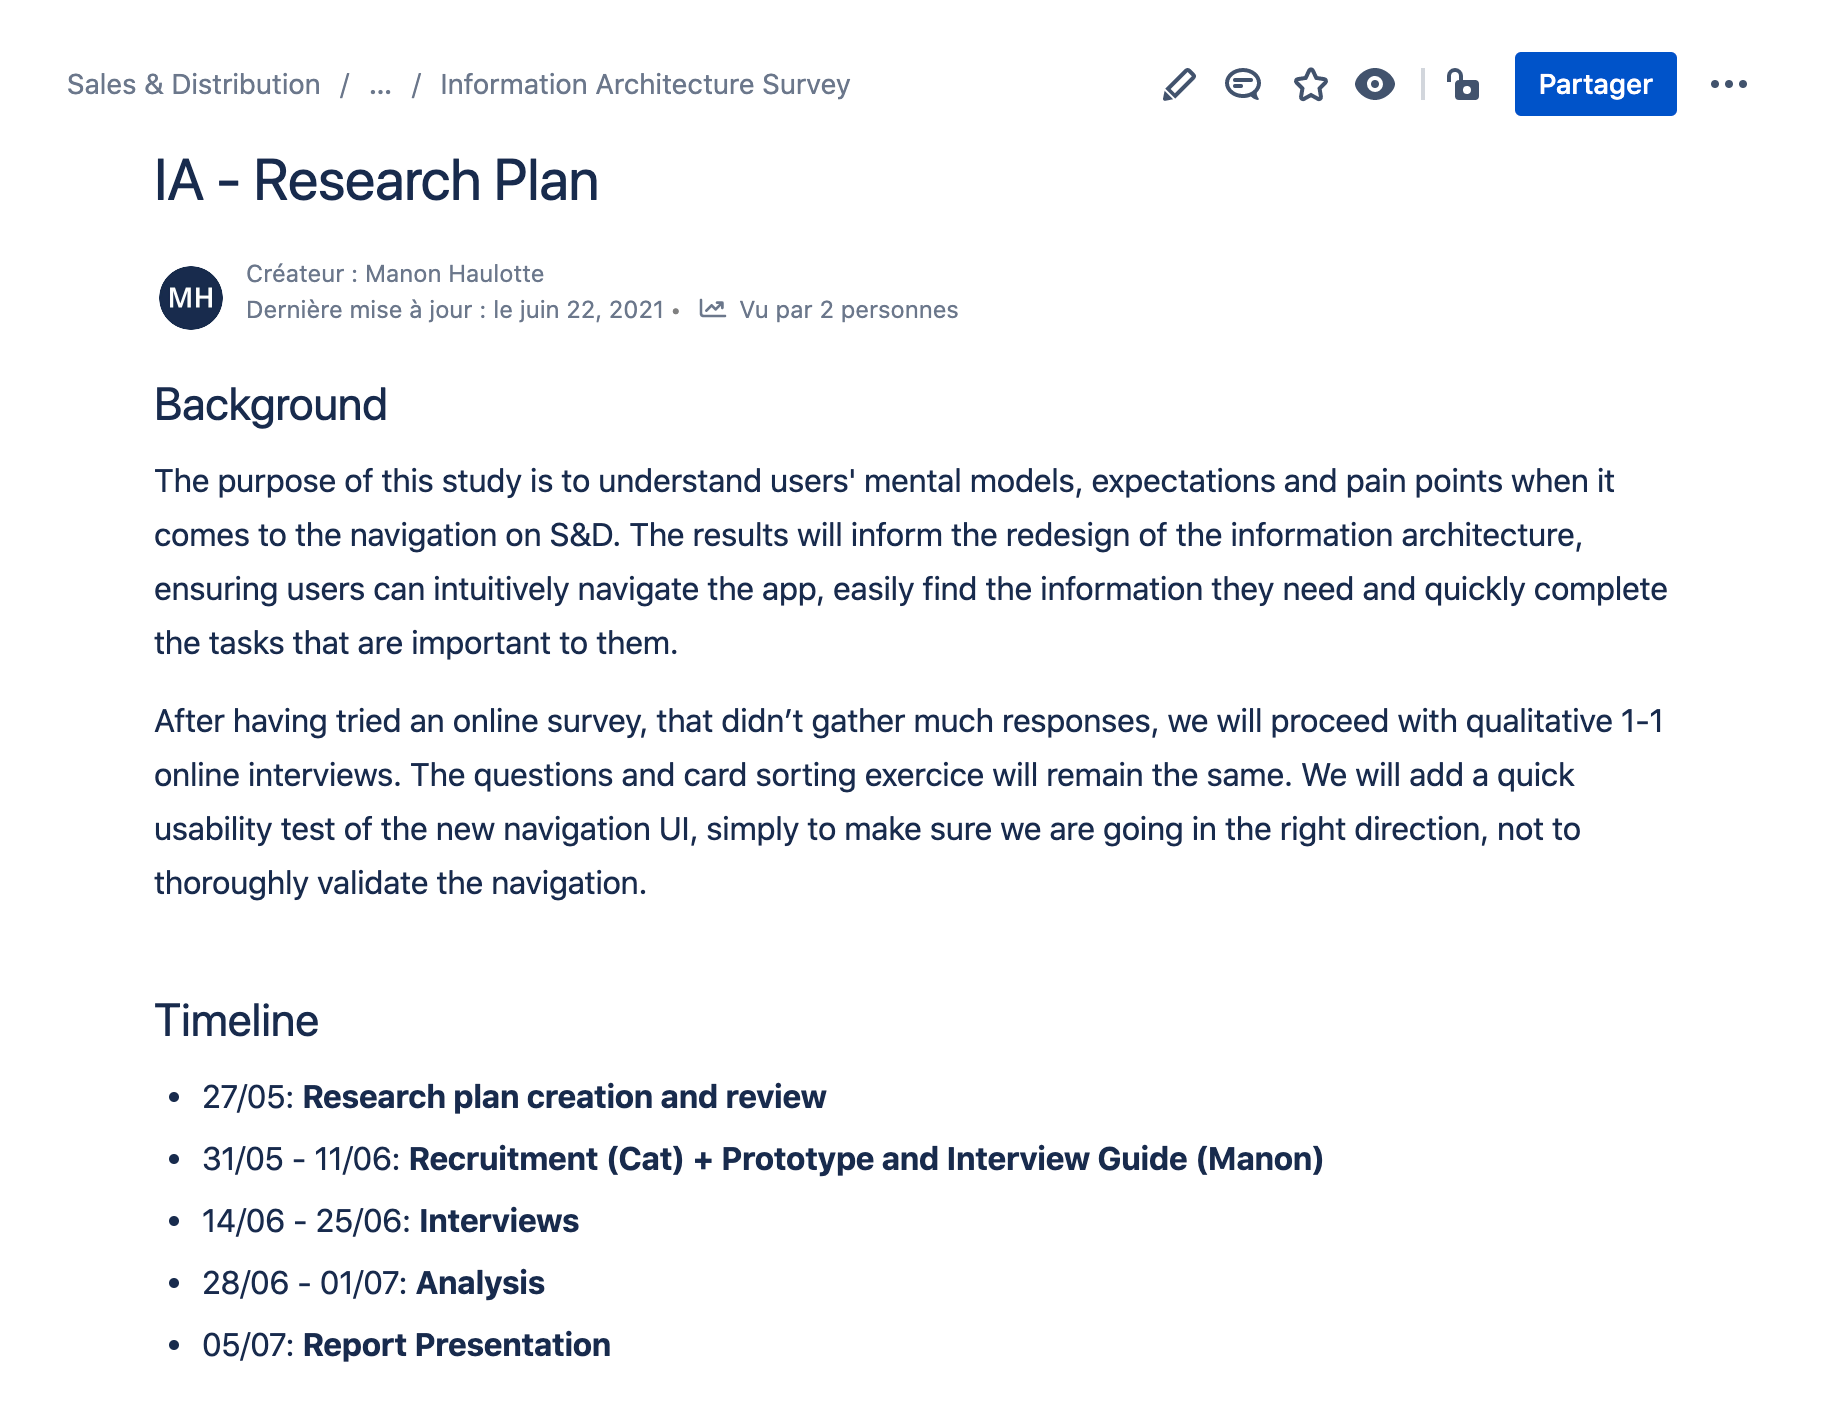 Sales & Distribution / ... / Information Architecture Survey
Partager
IA - Research Plan
MH
Créateur : Manon Haulotte
Dernière mise à jour : le juin 22, 2021 • Vu par 2 personnes
Background
The purpose of this study is to understand users' mental models, expectations and pain points when it
comes to the navigation on S&D. The results will inform the redesign of the information architecture,
ensuring users can intuitively navigate the app, easily find the information they need and quickly complete
the tasks that are important to them.
After having tried an online survey, that didn’t gather much responses, we will proceed with qualitative 1-1
online interviews. The questions and card sorting exercice will remain the same. We will add a quick
usability test of the new navigation UI, simply to make sure we are going in the right direction, not to
thoroughly validate the navigation.
Timeline
• 27/05: Research plan creation and review
• 31/05 - 11/06: Recruitment (Cat) + Prototype and Interview Guide (Manon)
• 14/06 - 25/06: Interviews
• 28/06 - 01/07: Analysis
• 05/07: Report Presentation